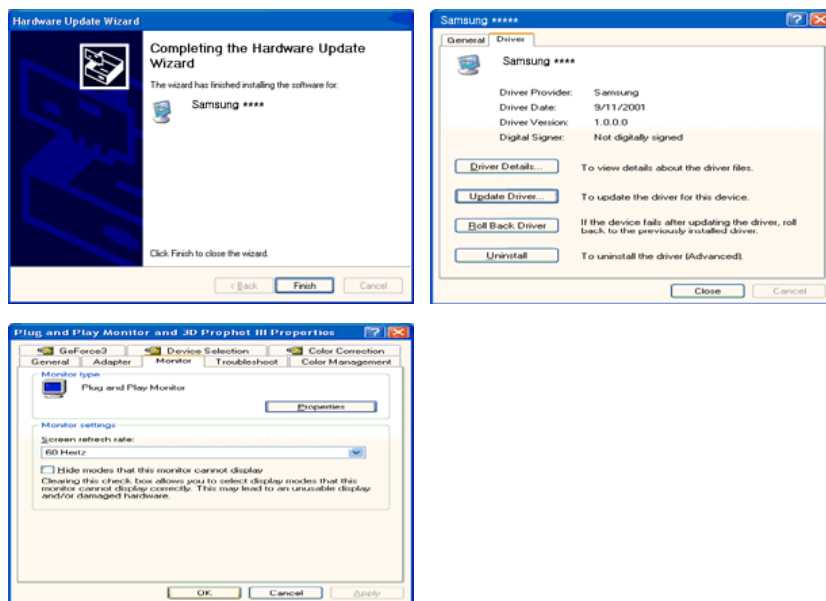 Hardware Update Wizard
Completing the Hardware Update
Wizard
The wizard has finished installing the software for:
Samsung ****
Click Finish to close the wizard.
< Back
Finish
Cancel
Samsung *****
General
Driver
Samsung ****
Driver Provider: Samsung
Driver Date: 9/11/2001
Driver Version: 1.0.0.0
Digital Signer: Not digitally signed
Driver Details... To view details about the driver files.
Update Driver... To update the driver for this device.
Roll Back Driver If the device fails after updating the driver, roll
back to the previously installed driver.
Uninstall To uninstall the driver (Advanced).
Close
Cancel
Plug and Play Monitor and 3D Prophet III Properties
GeForce3
Device Selection
Color Correction
General
Adapter
Monitor
Troubleshoot
Color Management
Monitor type
Plug and Play Monitor
Properties
Monitor settings
Screen refresh rate:
60 Hertz
Hide modes that this monitor cannot display
Clearing this check box allows you to select display modes that this
monitor cannot display correctly. This may lead to an unusable display
and/or damaged hardware.
OK
Cancel
Apply